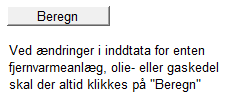 Beregn
Ved ændringer i inddtata for enten
fjernvarmeanlæg, olie- eller gaskedel
skal der altid klikkes på "Beregn"